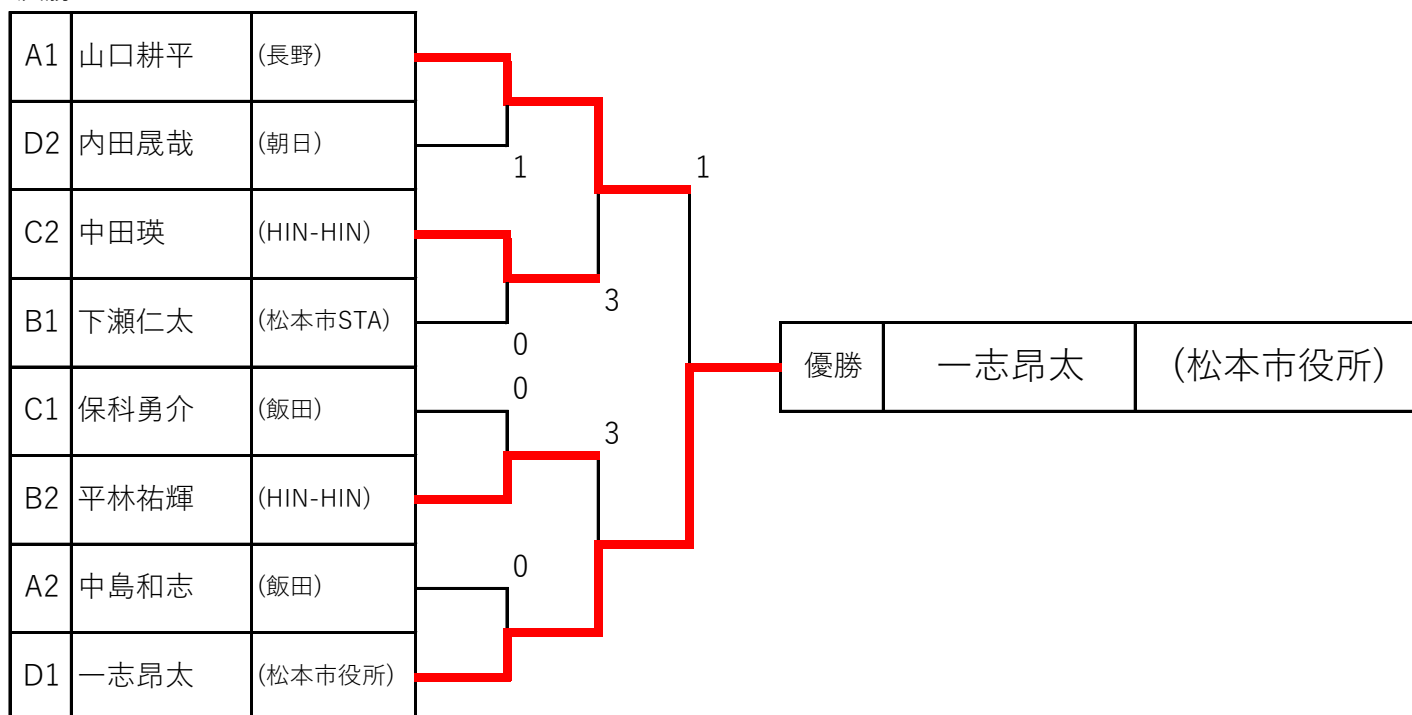 A1 山口耕平 (長野)
D2 内田晟哉 (朝日)
1 1
C2 中田瑛 (HIN-HIN)
3
B1 下瀬仁太 (松本市STA)
0
優勝 一志昂太 (松本市役所)
0
C1 保科勇介 (飯田)
3
B2 平林祐輝 (HIN-HIN)
0
A2 中島和志 (飯田)
D1 一志昂太 (松本市役所)